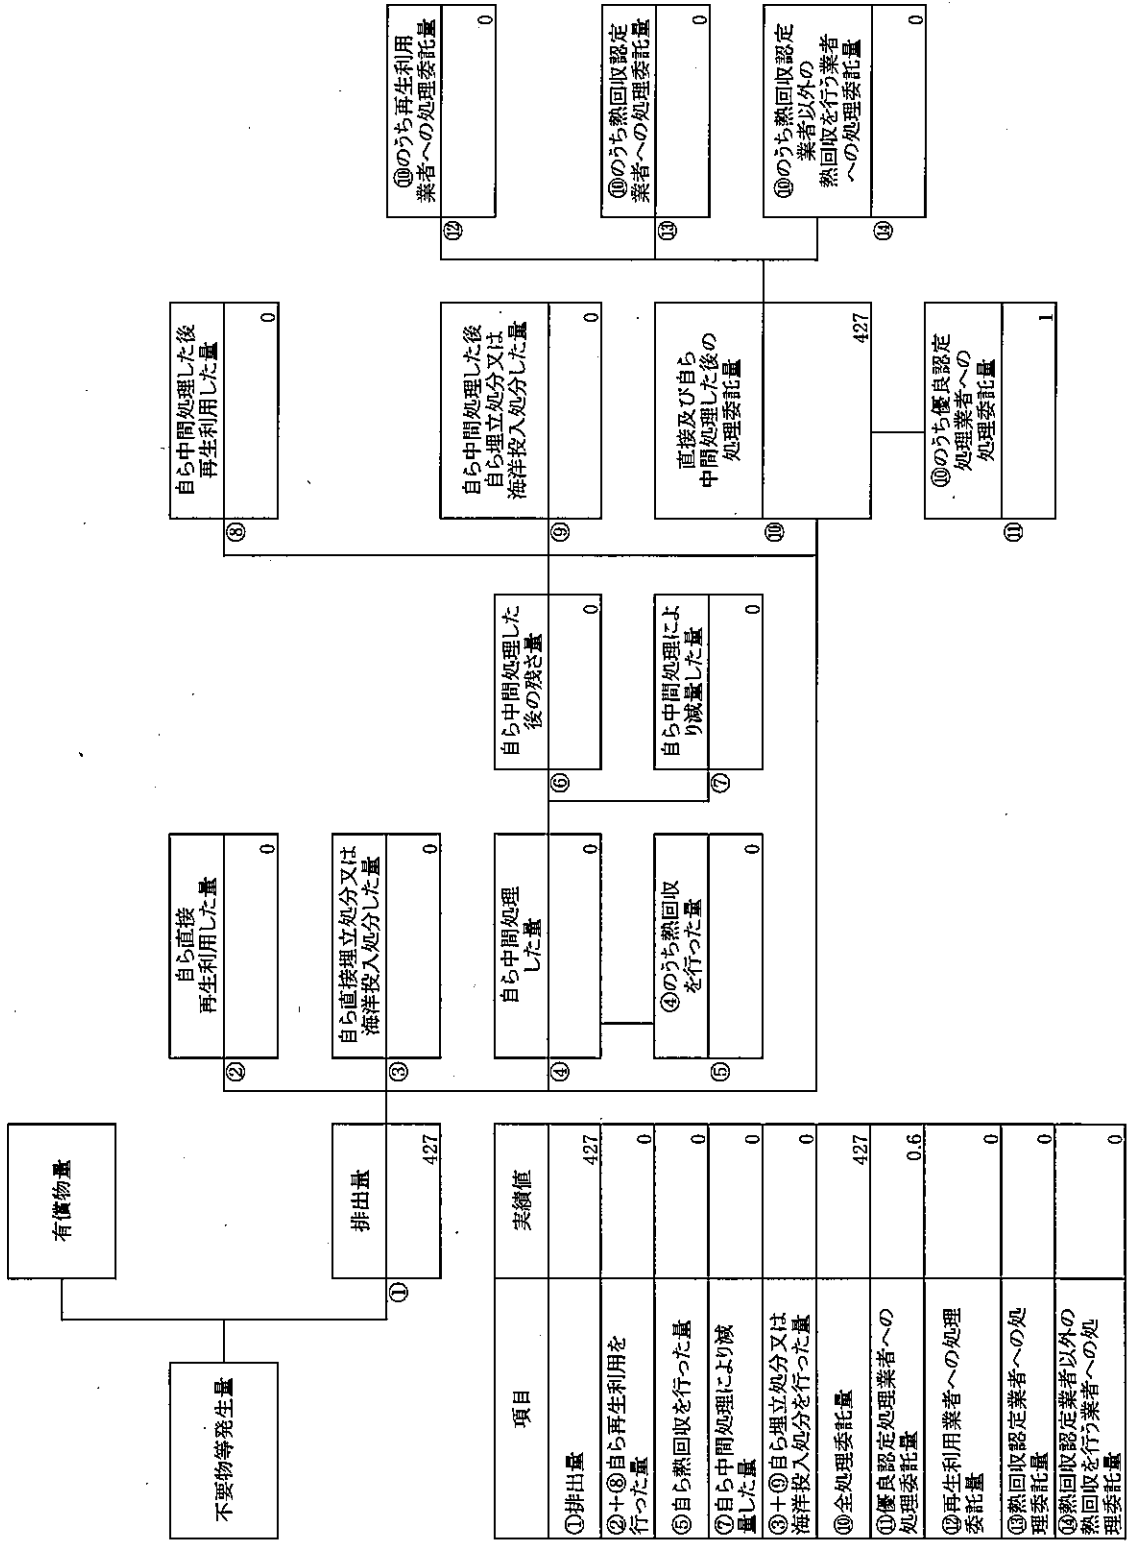 不要物等発生量
有償物量
排出量
①
427
自ら直接
再生利用した量
②
0
自ら直接埋立処分又は
海洋投入処分した量
③
0
自ら中間処理
した量
④
0
④のうち熱回収
を行った量
⑤
0
自ら中間処理した
後の残さ量
⑥
0
自ら中間処理によ
り減量した量
⑦
0
自ら中間処理した後
再生利用した量
⑧
0
自ら中間処理した後
自ら埋立処分又は
海洋投入処分した量
⑨
0
直接及び自ら
中間処理した後の
処理委託量
⑩
427
⑩のうち優良認定
処理業者への
処理委託量
⑪
1
⑩のうち再生利用
業者への処理委託量
⑫
0
⑩のうち熱回収認定
業者への処理委託量
⑬
0
⑩のうち熱回収認定
業者以外の
熱回収を行う業者
への処理委託量
⑭
0
項目 実績値
①排出量 427
②+⑧自ら再生利用を
行った量 0
⑤自ら熱回収を行った量 0
⑦自ら中間処理により減
量した量 0
③+⑨自ら埋立処分又は
海洋投入処分を行った量 0
⑩全処理委託量 427
⑪優良認定処理業者への
処理委託量 0.6
⑫再生利用業者への処理
委託量 0
⑬熱回収認定業者への処
理委託量 0
⑭熱回収認定業者以外の
熱回収を行う業者への処
理委託量 0